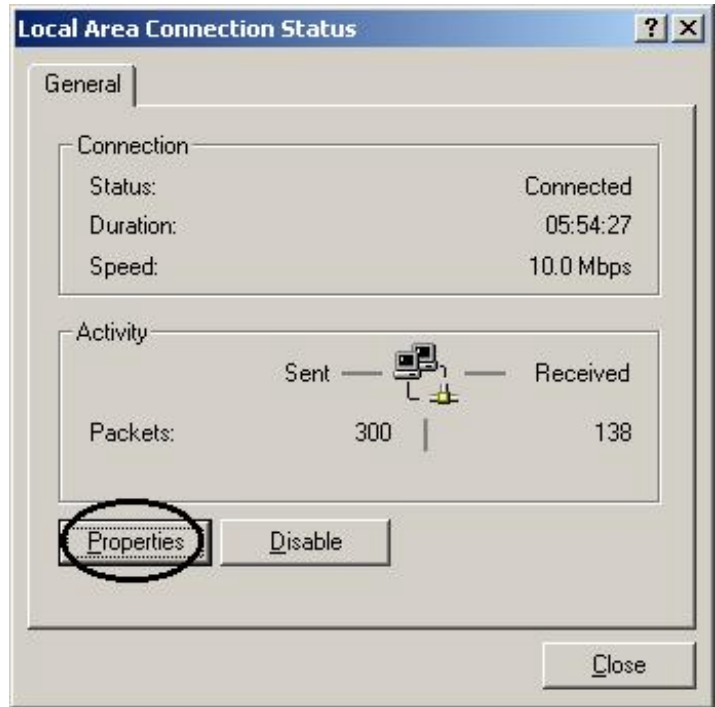 Local Area Connection Status
General
Connection
Status: Connected
Duration: 05:54:27
Speed: 10.0 Mbps
Activity
Sent Received
Packets: 300 138
Properties Disable
Close